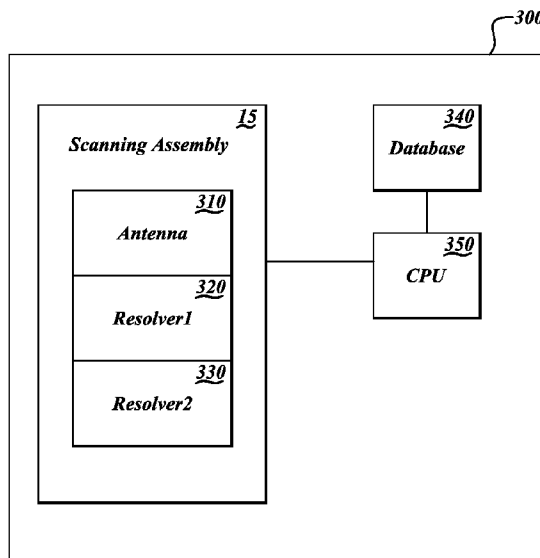 300
15
Scanning Assembly
310
Antenna
320
Resolver1
330
Resolver2
340
Database
350
CPU